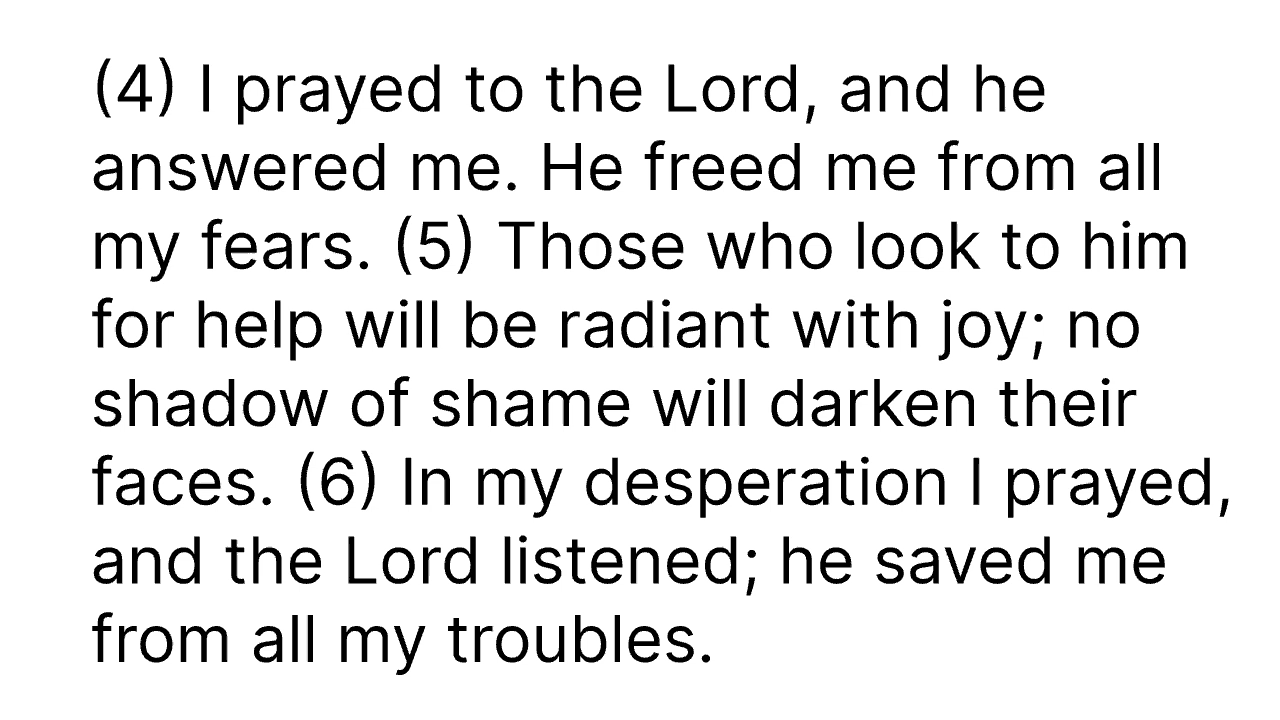 (4) I prayed to the Lord, and he
answered me. He freed me from all
my fears. (5) Those who look to him
for help will be radiant with joy; no
shadow of shame will darken their
faces. (6) In my desperation I prayed,
and the Lord listened; he saved me
from all my troubles.